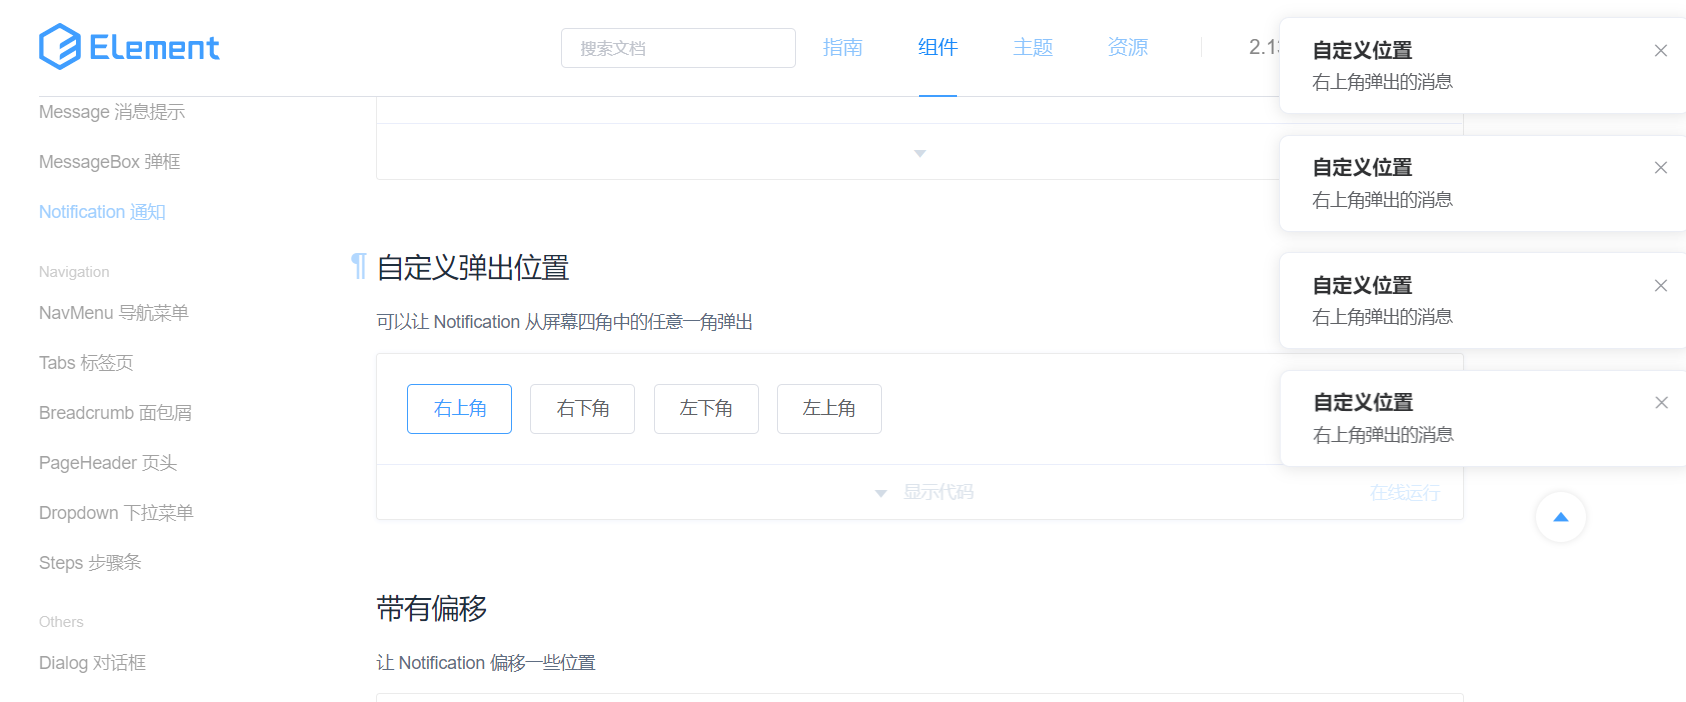 Element
搜索文档
指南
组件
主题
资源
2.13
Message 消息提示
MessageBox 弹框
Notification 通知
Navigation
NavMenu 导航菜单
Tabs 标签页
Breadcrumb 面包屑
PageHeader 页头
Dropdown 下拉菜单
Steps 步骤条
Others
Dialog 对话框
¶ 自定义弹出位置
可以让 Notification 从屏幕四角中的任意一角弹出
右上角
右下角
左下角
左上角
显示代码
在线运行
带有偏移
让 Notification 偏移一些位置
自定义位置
右上角弹出的消息
自定义位置
右上角弹出的消息
自定义位置
右上角弹出的消息
自定义位置
右上角弹出的消息